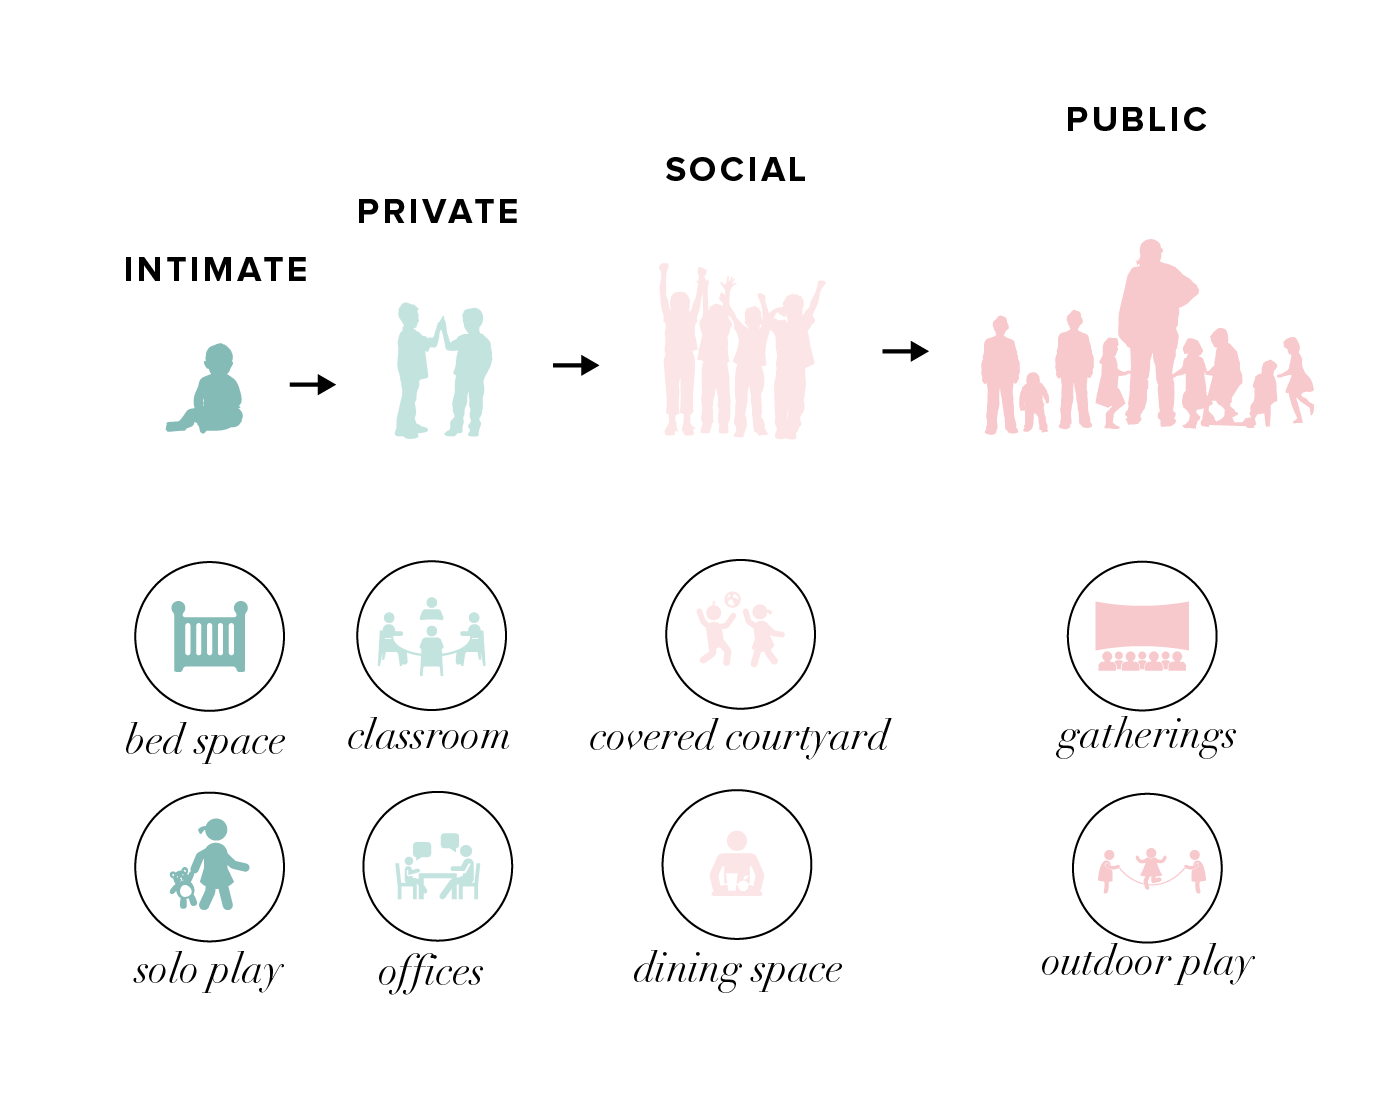 PUBLIC
SOCIAL
PRIVATE
INTIMATE
bed space
classroom
covered courtyard
gatherings
solo play
offices
dining space
outdoor play